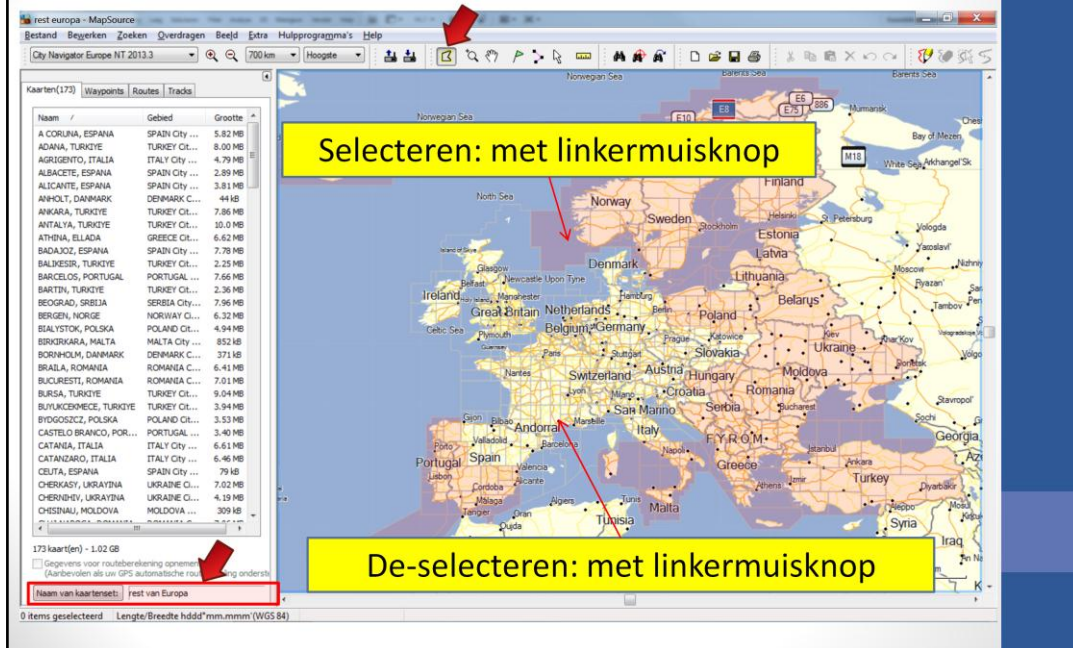 rest europa - MapSource
Bestand Bewerken Zoeken Overdragen Beeld Extra Hulpprogramma's Help
City Navigator Europe NT 2013.3 700 km Hoogste
Kaarten(173) Waypoints Routes Tracks
Naam / Gebied Grootte
A CORUNA, ESPANA SPAIN City ... 5.82 MB
ADANA, TURKIYE TURKEY Cit... 8.00 MB
AGRIGENTO, ITALIA ITALY City ... 4.79 MB
ALBACETE, ESPANA SPAIN City ... 2.89 MB
ALICANTE, ESPANA SPAIN City ... 3.81 MB
ANHOLT, DANMARK DENMARK C... 44 kB
ANKARA, TURKIYE TURKEY Cit... 7.86 MB
ANTALYA, TURKIYE TURKEY Cit... 10.0 MB
ATHINA, ELLADA GREECE Cit... 6.62 MB
BADAJOZ, ESPANA SPAIN City ... 7.78 MB
BALIKESIR, TURKIYE TURKEY Cit... 2.25 MB
BARCELOS, PORTUGAL PORTUGAL ... 7.66 MB
BARTIN, TURKIYE TURKEY Cit... 2.36 MB
BEOGRAD, SRBIJA SERBIA City... 7.96 MB
BERGEN, NORGE NORWAY Ci... 6.32 MB
BIALYSTOK, POLSKA POLAND Cit... 4.94 MB
BIRKIRKARA, MALTA MALTA City ... 852 kB
BORNHOLM, DANMARK DENMARK C... 371 kB
BRAILA, ROMANIA ROMANIA C... 6.41 MB
BUCURESTI, ROMANIA ROMANIA C... 7.01 MB
BURSA, TURKIYE TURKEY Cit... 9.04 MB
BUYUKCEKMECE, TURKIYE TURKEY Cit... 3.94 MB
BYDGOSZCZ, POLSKA POLAND Cit... 3.53 MB
CASTELO BRANCO, POR... PORTUGAL ... 3.40 MB
CATANIA, ITALIA ITALY City ... 6.61 MB
CATANZARO, ITALIA ITALY City ... 6.46 MB
CEUTA, ESPANA SPAIN City ... 79 kB
CHERKASY, UKRAYINA UKRAINE Ci... 7.02 MB
CHERNIHIV, UKRAYINA UKRAINE Ci... 4.19 MB
CHISINAU, MOLDOVA MOLDOVA ... 309 kB
173 kaart(en) - 1.02 GB
Gegevens voor routeberekening opnemen
(Aanbevolen als uw GPS automatische
Naam van kaartenset: rest van Europa
0 items geselecteerd Lengte/Breedte hddd°mm.mmm'(WGS 84)
Norwegian Sea Barents Sea Barents Sea
Norwegian Sea E10 E8 E6 E75 886 Murmansk
Bay of Mezen
Selecteren: met linkermuisknop
M18 White Sea Arkhangel'Sk
Finland
North Sea Norway
Sweden Helsinki St. Petersburg
Stockholm Estonia Vologda
Latvia Yaroslavl'
Island of Skye Denmark
Glasgow Lithuania Moscow
Belfast Newcastle Upon Tyne Ryazan'
Ireland Holy Island Manchester Hamburg Belarus
Great Britain Netherlands Berlin Poland Tambov
Celtic Sea Plymouth Belgium Germany Kiev
Guernsey Prague Katowice Ukraine
Paris Stuttgart Slovakia Donetsk
Nantes Switzerland Austria Hungary Moldova
Lyon Milano Croatia Romania
San Marino Serbia Bucharest Stavropol'
Gijon Bilbao Marseille Sochi
Andorra Italy Georgia
Porto Valladolid Barcelona Napoli F.Y.R.O.M. Istanbul
Portugal Spain Valencia Greece Ankara
Lisbon Cordoba Alicante Athens Izmir Turkey Diyarbakir
Malaga Algiers Tunis Aleppo Mosul
Tanger Oran Malta
Oujda Tunisia Syria
Iraq
De-selecteren: met linkermuisknop